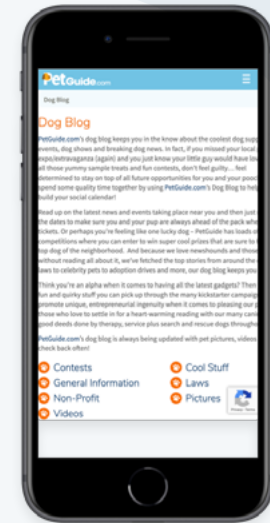 PetGuide.com
Dog Blog
Dog Blog
PetGuide.com's dog blog keeps you in the know about the coolest dog sup
events, dog shows and breaking dog news. In fact, if you missed your local
expo/extravaganza (again) and you just know your little guy would have lov
all those yummy sample treats and fun contests, don't feel guilty… feel
determined to stay on top of all future opportunities for you and your pooc
spend some quality time together by using PetGuide.com's Dog Blog to help
build your social calendar!
Read up on the latest news and events taking place near you and then just
the dates to make sure you and your pup are always ahead of the pack whe
tickets. Or perhaps you're feeling like one lucky dog – PetGuide has loads o
competitions where you can enter to win super cool prizes that are sure to
top dog of the neighborhood. And because we love newshounds and those
without reading all about it, we've fetched the top stories from around the
laws to celebrity pets to adoption drives and more, our dog blog keeps you
Think you're an alpha when it comes to having all the latest gadgets? Then
fun and quirky stuff you can pick up through the many kickstarter campaig
promote unique, entrepreneurial ingenuity when it comes to pleasing our p
those who love to settle in for a heart-warming reading with our many cani
good deeds done by therapy, service plus search and rescue dogs througho
PetGuide.com's dog blog is always being updated with pet pictures, videos
check back often!
Contests
Cool Stuff
General Information
Laws
Non-Profit
Pictures
Videos
Privacy - Terms